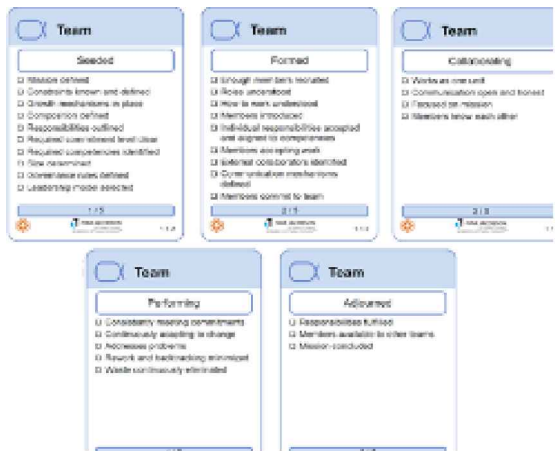 Team
Seeded
Mission defined
Constraints known and defined
Growth mechanisms in place
Composition defined
Responsibilities outlined
Required commitment level clear
Required competencies identified
Size determined
Governance rules defined
Leadership model selected
1 / 5
Team
Formed
Enough members recruited
Roles understood
How to work understood
Members introduced
Individual responsibilities accepted
and aligned to competencies
Members accepting work
External collaborators identified
Communication mechanisms
defined
Members commit to team
2 / 5
Team
Collaborating
Works as one unit
Communication open and honest
Focused on mission
Members know each other
3 / 5
Team
Performing
Consistently meeting commitments
Continuously adapting to change
Addresses problems
Rework and backtracking minimized
Waste continuously eliminated
Team
Adjourned
Responsibilities fulfilled
Members available to other teams
Mission concluded